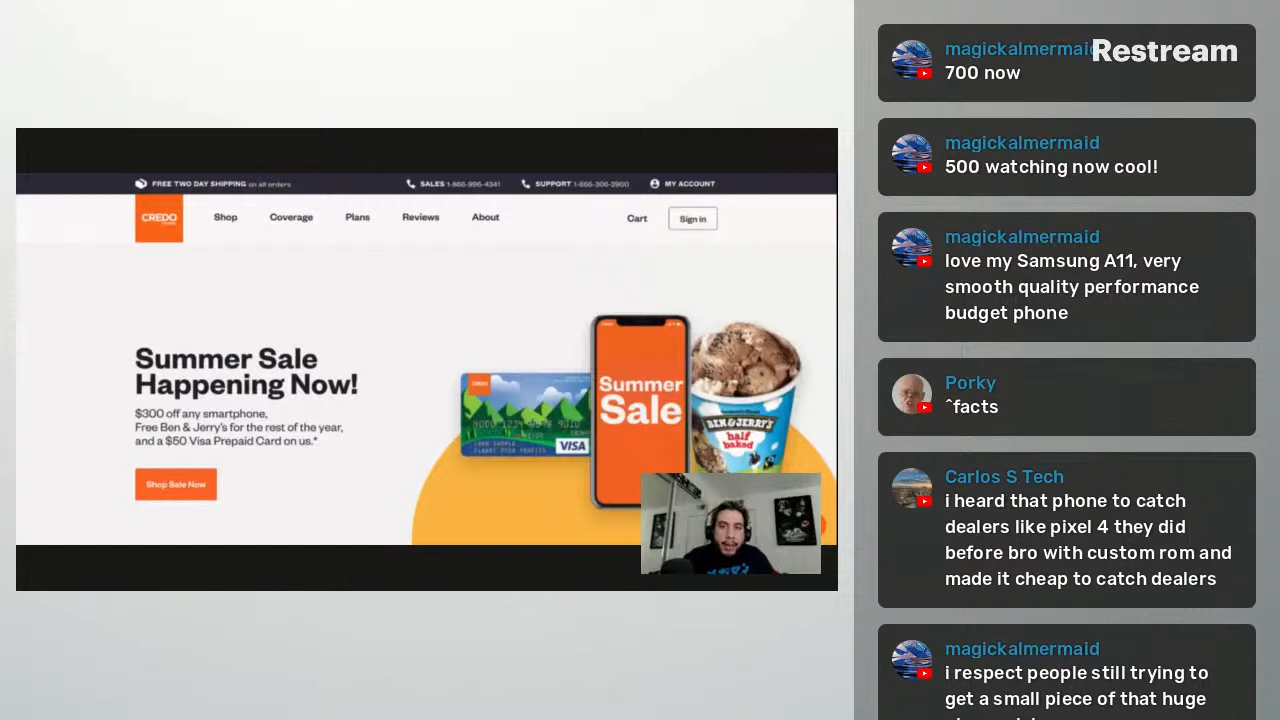 FREE TWO DAY SHIPPING on all orders
SALES 1-866-996-4341
SUPPORT 1-866-206-2900
MY ACCOUNT
CREDO
Shop
Coverage
Plans
Reviews
About
Cart
Sign in
Summer Sale
Happening Now!
$300 off any smartphone,
Free Ben & Jerry's for the rest of the year,
and a $50 Visa Prepaid Card on us.*
Shop Sale Now
VISA
Summer
Sale
BEN & JERRY'S
half
baked
Restream
magickalmermaid
700 now
magickalmermaid
500 watching now cool!
magickalmermaid
love my Samsung A11, very
smooth quality performance
budget phone
Porky
^facts
Carlos S Tech
i heard that phone to catch
dealers like pixel 4 they did
before bro with custom rom and
made it cheap to catch dealers
magickalmermaid
i respect people still trying to
get a small piece of that huge